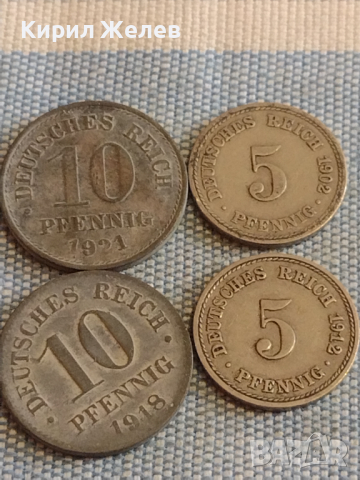 Кирил Желев
DEUTSCHES REICH
10
PFENNIG
1921
DEUTSCHES REICH 1902
5
PFENNIG
DEUTSCHES REICH
10
PFENNIG
1918
DEUTSCHES REICH 1912
5
PFENNIG
BAZAR